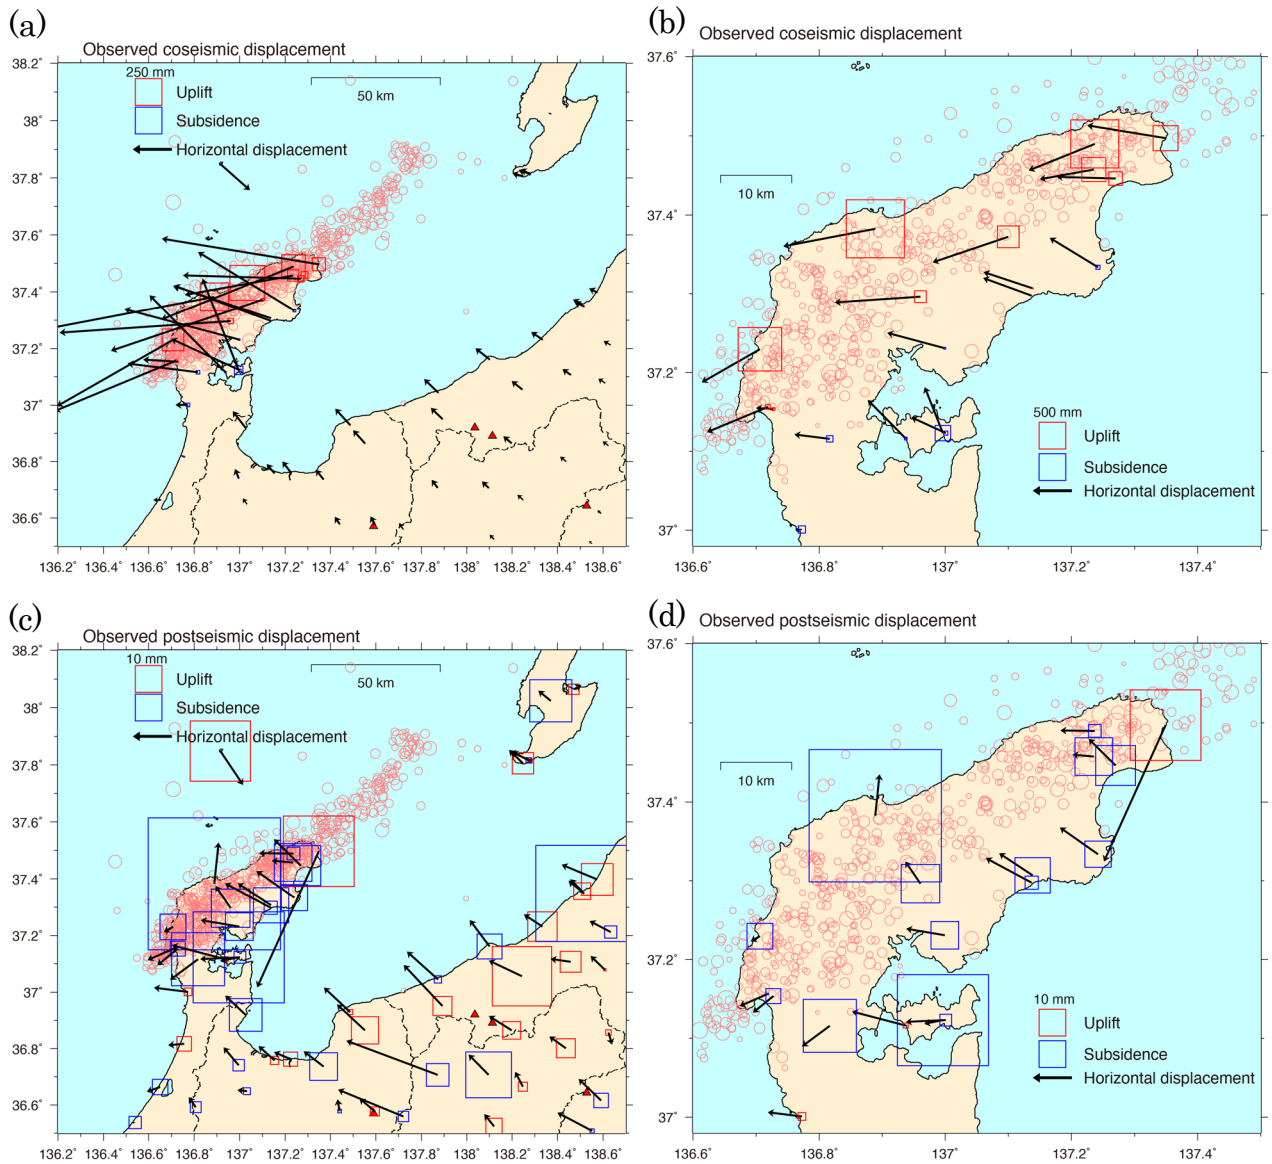 (a)
Observed coseismic displacement
250 mm
Uplift
Subsidence
Horizontal displacement
50 km
38.2°
38°
37.8°
37.6°
37.4°
37.2°
37°
36.8°
36.6°
136.2° 136.4° 136.6° 136.8° 137° 137.2° 137.4° 137.6° 137.8° 138° 138.2° 138.4° 138.6°
(b)
Observed coseismic displacement
10 km
500 mm
Uplift
Subsidence
Horizontal displacement
37.6°
37.4°
37.2°
37°
136.6° 136.8° 137° 137.2° 137.4°
(c)
Observed postseismic displacement
10 mm
Uplift
Subsidence
Horizontal displacement
50 km
38.2°
38°
37.8°
37.6°
37.4°
37.2°
37°
36.8°
36.6°
136.2° 136.4° 136.6° 136.8° 137° 137.2° 137.4° 137.6° 137.8° 138° 138.2° 138.4° 138.6°
(d)
Observed postseismic displacement
10 km
10 mm
Uplift
Subsidence
Horizontal displacement
37.6°
37.4°
37.2°
37°
136.6° 136.8° 137° 137.2° 137.4°